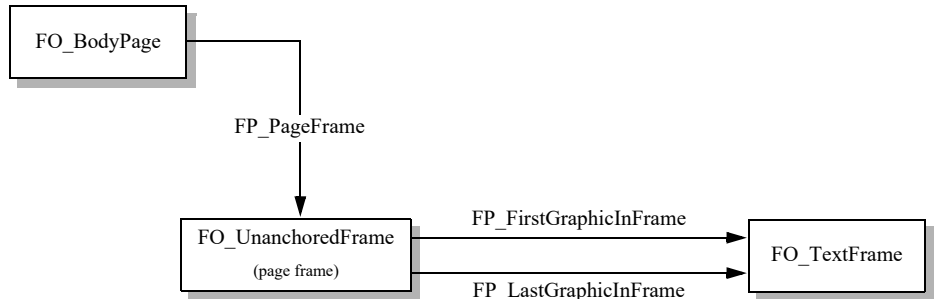 FO_BodyPage
FP_PageFrame
FO_UnanchoredFrame
(page frame)
FP_FirstGraphicInFrame
FO_TextFrame
FP_LastGraphicInFrame